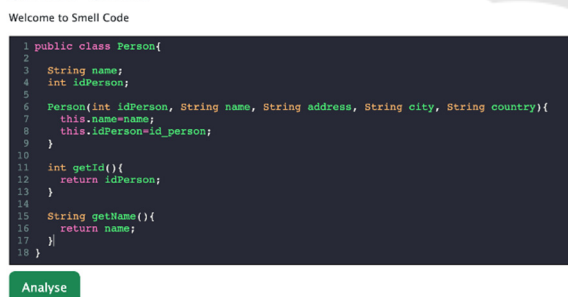 Welcome to Smell Code
1 public class Person{
2
3 String name;
4 int idPerson;
5
6 Person(int idPerson, String name, String address, String city, String country){
7 this.name=name;
8 this.idPerson=id_person;
9 }
10
11 int getId(){
12 return idPerson;
13 }
14
15 String getName(){
16 return name;
17 }
18 }
Analyse